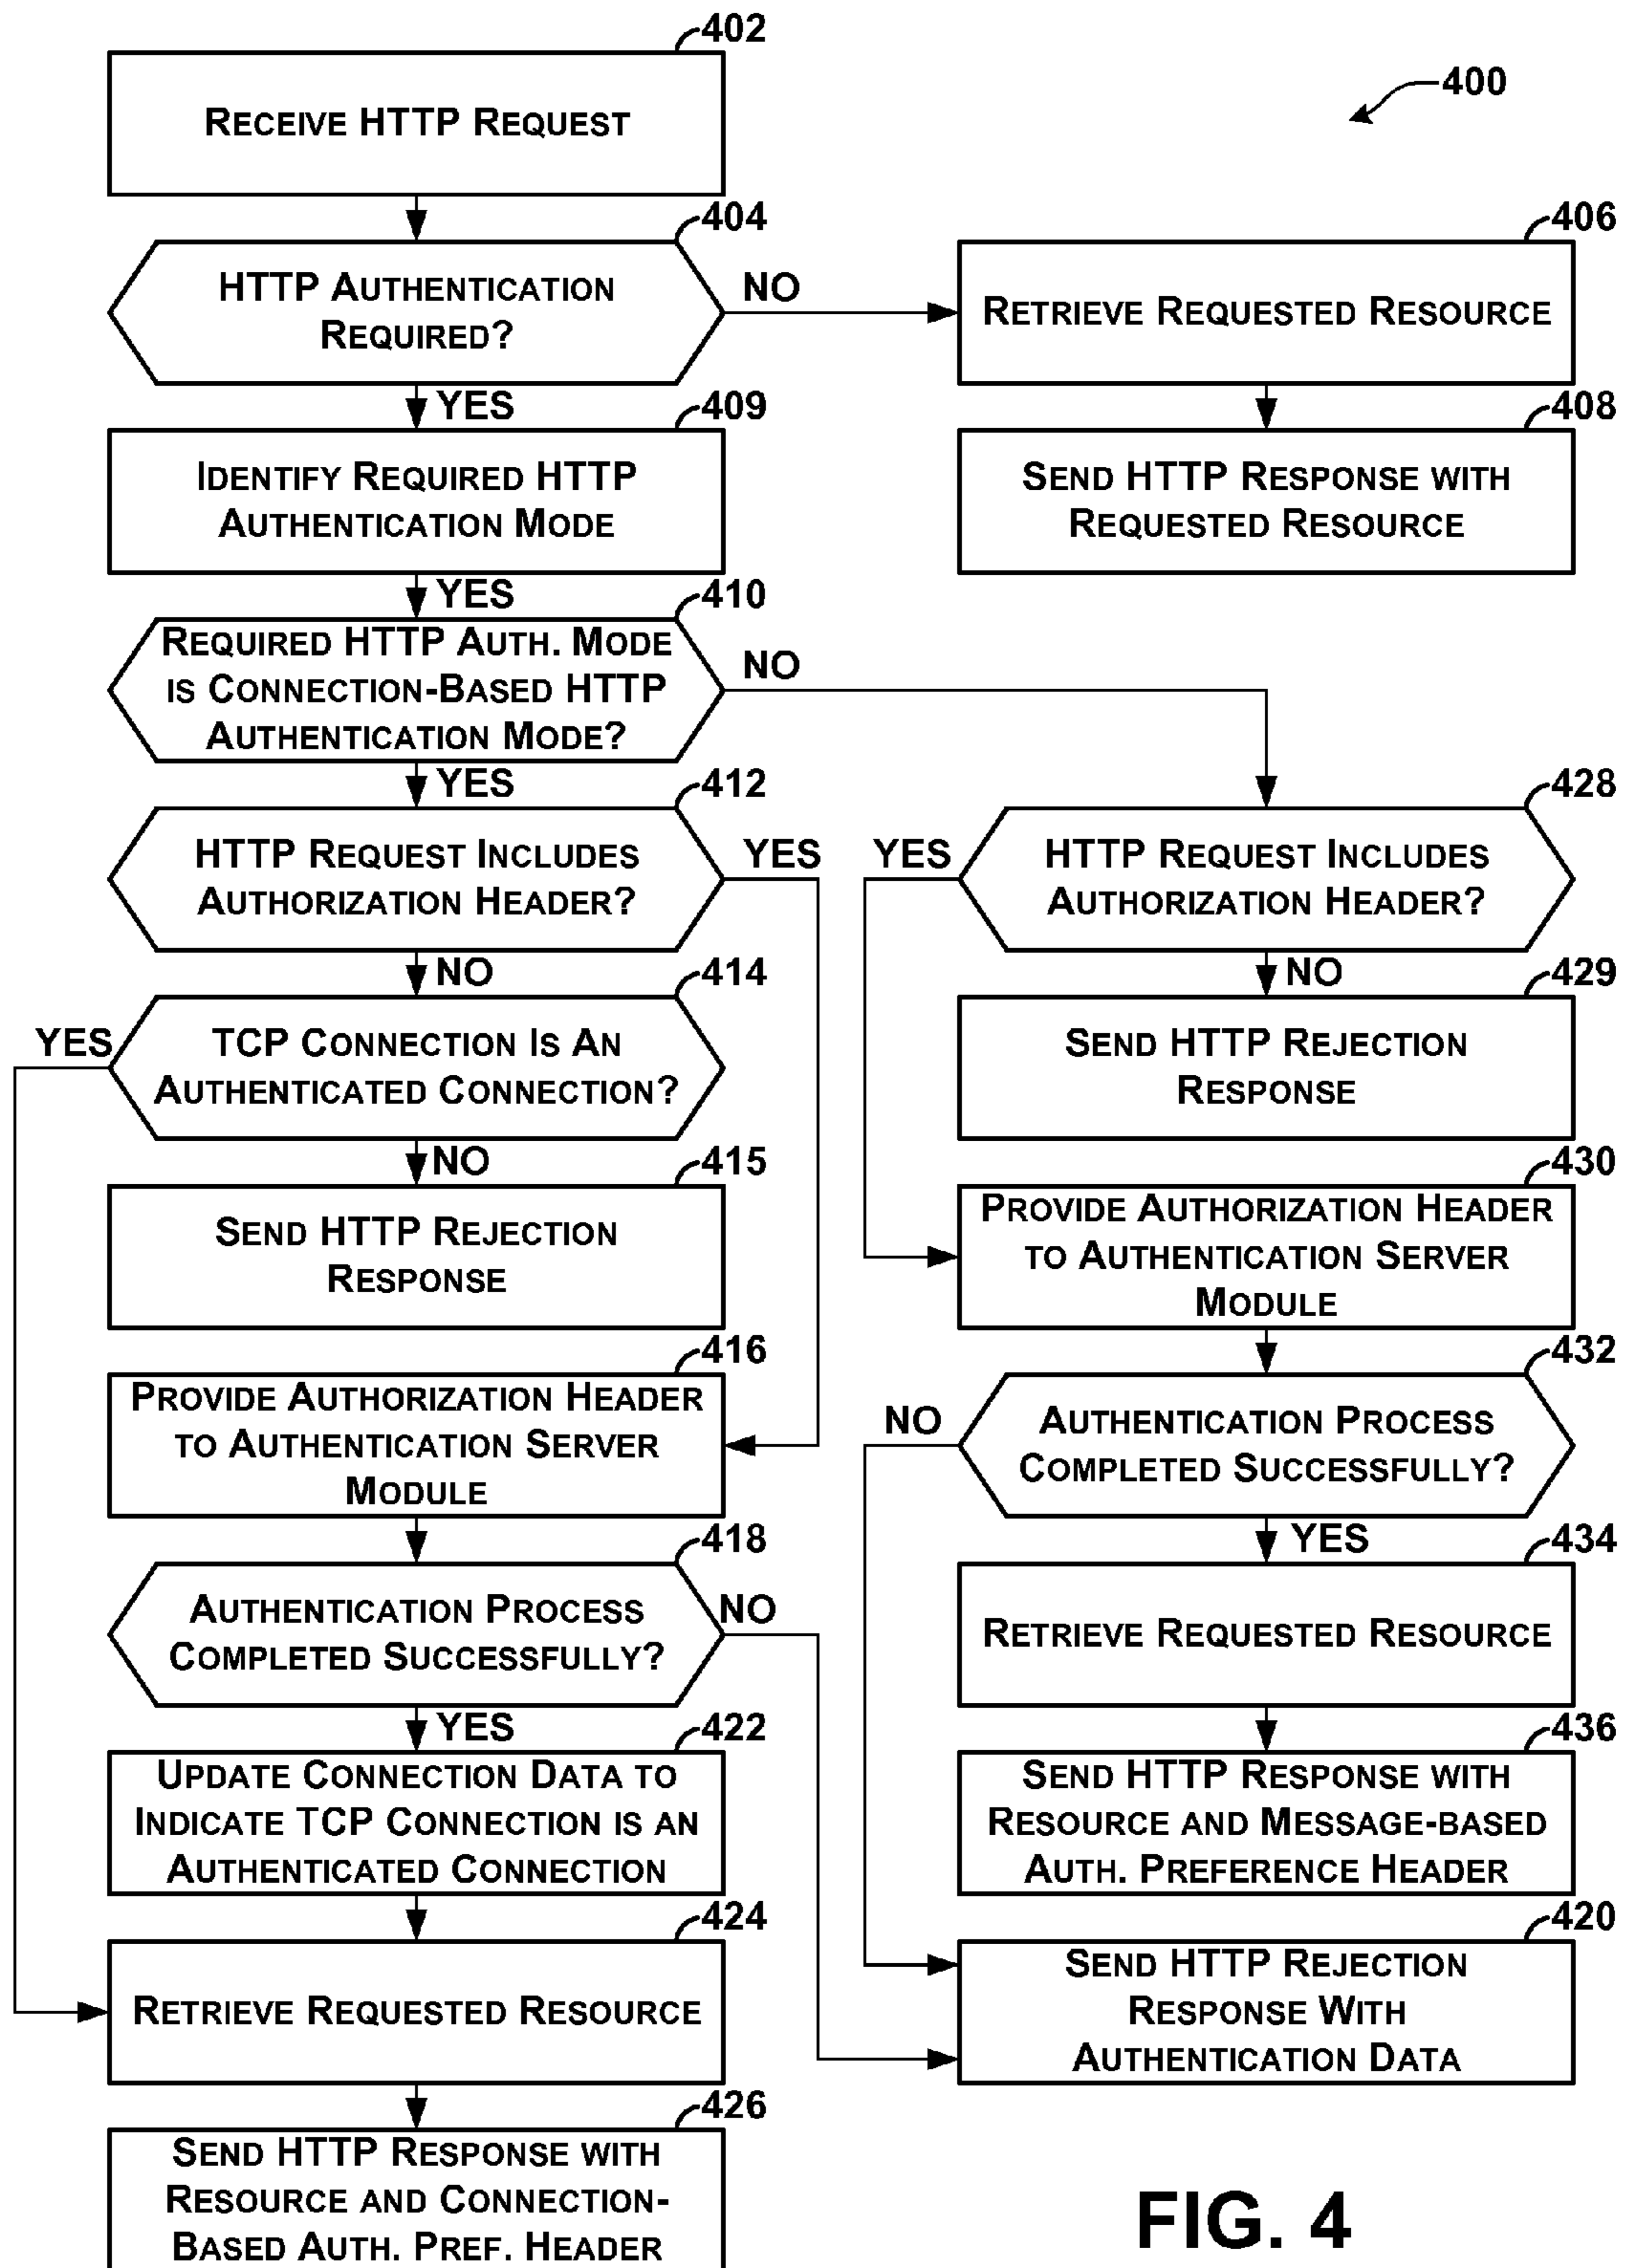 402
RECEIVE HTTP REQUEST
400
404
HTTP AUTHENTICATION
REQUIRED?
NO
406
RETRIEVE REQUESTED RESOURCE
YES
409
IDENTIFY REQUIRED HTTP
AUTHENTICATION MODE
408
SEND HTTP RESPONSE WITH
REQUESTED RESOURCE
YES
410
REQUIRED HTTP AUTH. MODE
IS CONNECTION-BASED HTTP
AUTHENTICATION MODE?
NO
YES
412
HTTP REQUEST INCLUDES
AUTHORIZATION HEADER?
YES
YES
428
HTTP REQUEST INCLUDES
AUTHORIZATION HEADER?
NO
414
TCP CONNECTION IS AN
AUTHENTICATED CONNECTION?
YES
NO
429
SEND HTTP REJECTION
RESPONSE
NO
415
SEND HTTP REJECTION
RESPONSE
430
PROVIDE AUTHORIZATION HEADER
TO AUTHENTICATION SERVER
MODULE
416
PROVIDE AUTHORIZATION HEADER
TO AUTHENTICATION SERVER
MODULE
432
AUTHENTICATION PROCESS
COMPLETED SUCCESSFULLY?
NO
418
AUTHENTICATION PROCESS
COMPLETED SUCCESSFULLY?
NO
YES
434
RETRIEVE REQUESTED RESOURCE
YES
422
UPDATE CONNECTION DATA TO
INDICATE TCP CONNECTION IS AN
AUTHENTICATED CONNECTION
436
SEND HTTP RESPONSE WITH
RESOURCE AND MESSAGE-BASED
AUTH. PREFERENCE HEADER
424
RETRIEVE REQUESTED RESOURCE
420
SEND HTTP REJECTION
RESPONSE WITH
AUTHENTICATION DATA
426
SEND HTTP RESPONSE WITH
RESOURCE AND CONNECTION-
BASED AUTH. PREF. HEADER
FIG. 4